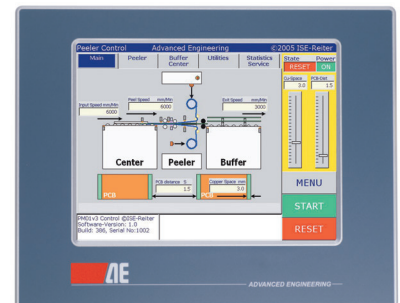 Peeler Control Advanced Engineering ©2005 ISE-Reiter
Main Peeler Buffer Center Utilities Statistics Service
State Power
RESET ON
Cu-Space PCB-Dist
3.0 1.5
Input Speed mm/Min
6000
Peel Speed mm/Min
6000
Exit Speed mm/Min
3000
Center Peeler Buffer
PCB distance
1.5
Copper Space mm
3.0
PCB PCB
MENU
START
RESET
PM01v3 Control ©ISE-Reiter
Software-Version: 1.0
Build: 386, Serial No:1002
AE
ADVANCED ENGINEERING